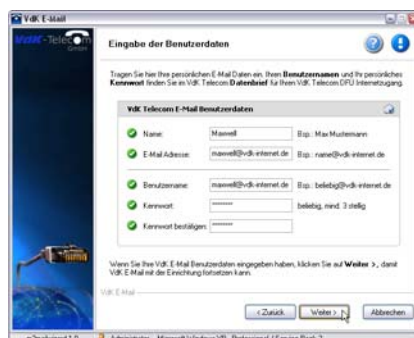 VdK E-Mail
VdK-Telecom
GmbH
Eingabe der Benutzerdaten
Tragen Sie hier Ihre persönlichen E-Mail Daten ein. Ihren Benutzernamen und Ihr persönliches
Kennwort finden Sie im VdK Telecom Datenbrief für Ihren VdK Telecom DFÜ Internetzugang.
VdK Telecom E-Mail Benutzerdaten
Name: Maxwell Bsp.: Max Mustermann
E-Mail Adresse: maxwell@vdk-internet.de Bsp.: name@vdk-internet.de
Benutzername: maxwell@vdk-internet.de Bsp.: beliebig@vdk-internet.de
Kennwort: ******** beliebig, mind. 3 stellig
Kennwort bestätigen: ********
Wenn Sie Ihre VdK E-Mail Benutzerdaten eingegeben haben, klicken Sie auf Weiter >, damit
VdK E-Mail mit der Einrichtung fortsetzen kann.
VdK E-Mail
< Zurück Weiter > Abbrechen